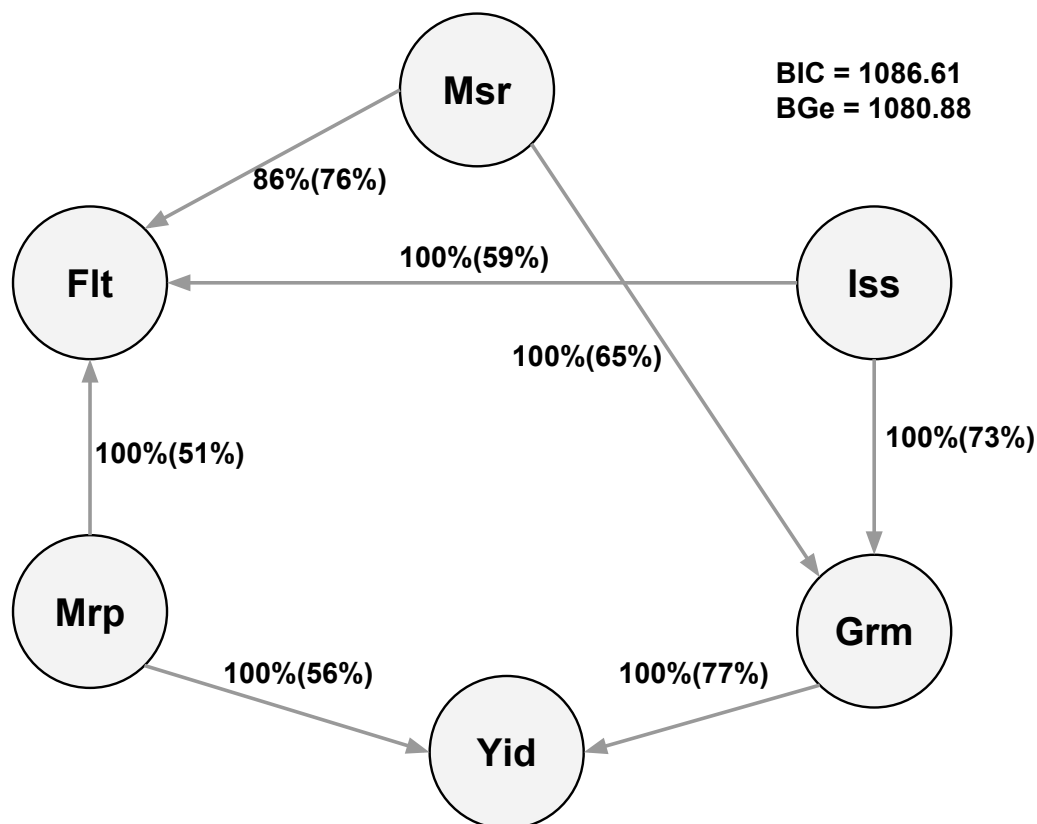 Msr
BIC = 1086.61
BGe = 1080.88
86%(76%)
100%(59%)
Flt
Iss
100%(65%)
100%(73%)
100%(51%)
Mrp
Grm
100%(56%)
100%(77%)
Yid